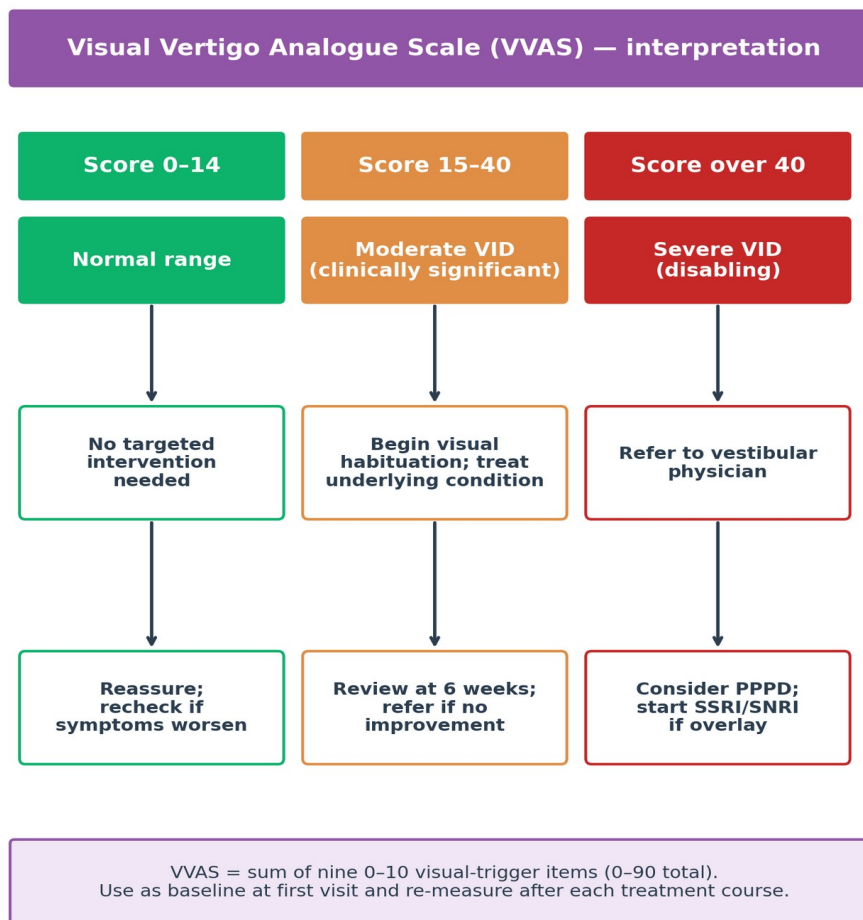 Visual Vertigo Analogue Scale (VVAS) — interpretation
Score 0–14
Normal range
No targeted
intervention
needed
Reassure;
recheck if
symptoms worsen
Score 15–40
Moderate VID
(clinically significant)
Begin visual
habituation; treat
underlying condition
Review at 6 weeks;
refer if no
improvement
Score over 40
Severe VID
(disabling)
Refer to vestibular
physician
Consider PPPD;
start SSRI/SNRI
if overlay
VVAS = sum of nine 0–10 visual-trigger items (0–90 total).
Use as baseline at first visit and re-measure after each treatment course.